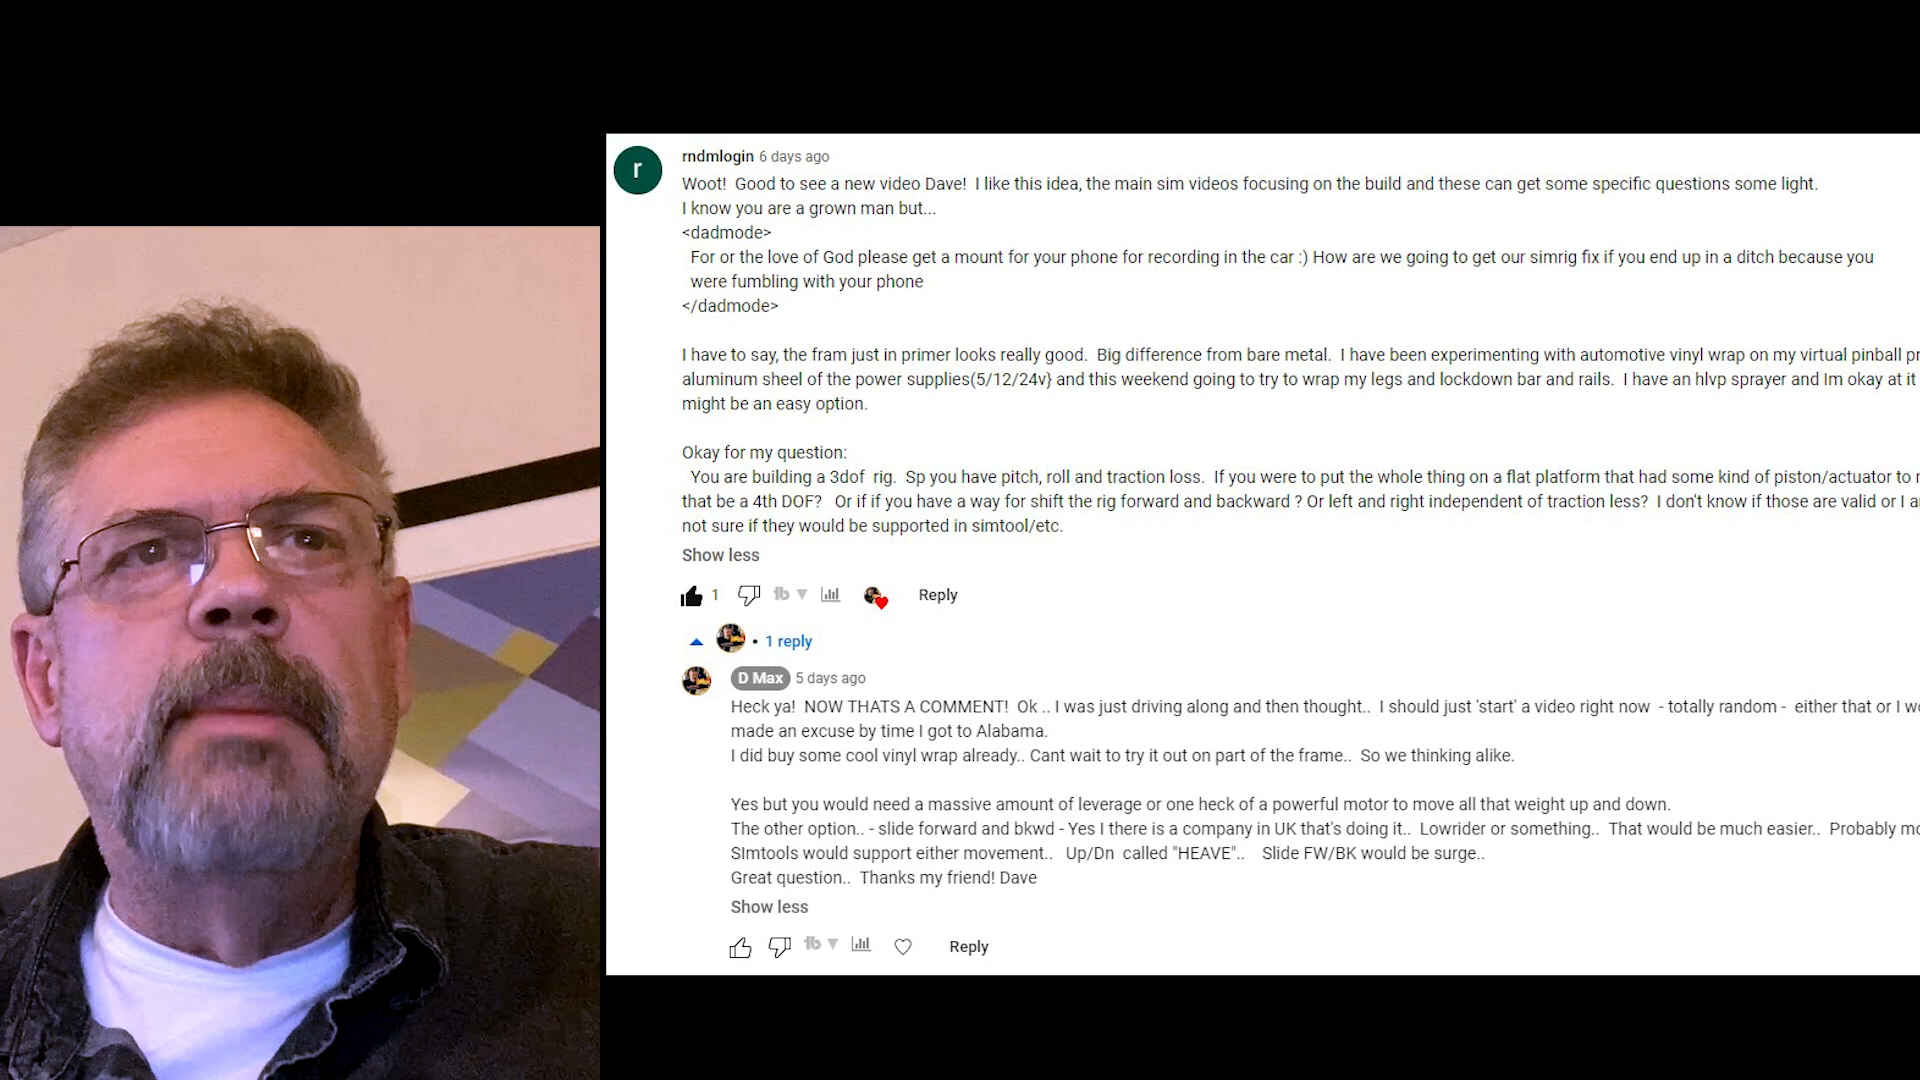 r
rndmlogin 6 days ago
Woot!  Good to see a new video Dave!  I like this idea, the main sim videos focusing on the build and these can get some specific questions some light.
I know you are a grown man but...
<dadmode>
For or the love of God please get a mount for your phone for recording in the car :) How are we going to get our simrig fix if you end up in a ditch because you
were fumbling with your phone
</dadmode>
I have to say, the fram just in primer looks really good.  Big difference from bare metal.  I have been experimenting with automotive vinyl wrap on my virtual pinball
aluminum sheel of the power supplies(5/12/24v} and this weekend going to try to wrap my legs and lockdown bar and rails.  I have an hlvp sprayer and Im okay at it
might be an easy option.
Okay for my question:
You are building a 3dof  rig.  Sp you have pitch, roll and traction loss.  If you were to put the whole thing on a flat platform that had some kind of piston/actuator to
that be a 4th DOF?   Or if if you have a way for shift the rig forward and backward ? Or left and right independent of traction less?  I don't know if those are valid or I
not sure if they would be supported in simtool/etc.
Show less
1 tb Reply
• 1 reply
D Max 5 days ago
Heck ya!  NOW THATS A COMMENT!  Ok .. I was just driving along and then thought..  I should just 'start' a video right now  - totally random -  either that or I
made an excuse by time I got to Alabama.
I did buy some cool vinyl wrap already.. Cant wait to try it out on part of the frame..  So we thinking alike.
Yes but you would need a massive amount of leverage or one heck of a powerful motor to move all that weight up and down.
The other option.. - slide forward and bkwd - Yes I there is a company in UK that's doing it..  Lowrider or something..  That would be much easier..  Probably
SImtools would support either movement..   Up/Dn  called "HEAVE"..    Slide FW/BK would be surge..
Great question..  Thanks my friend! Dave
Show less
tb Reply